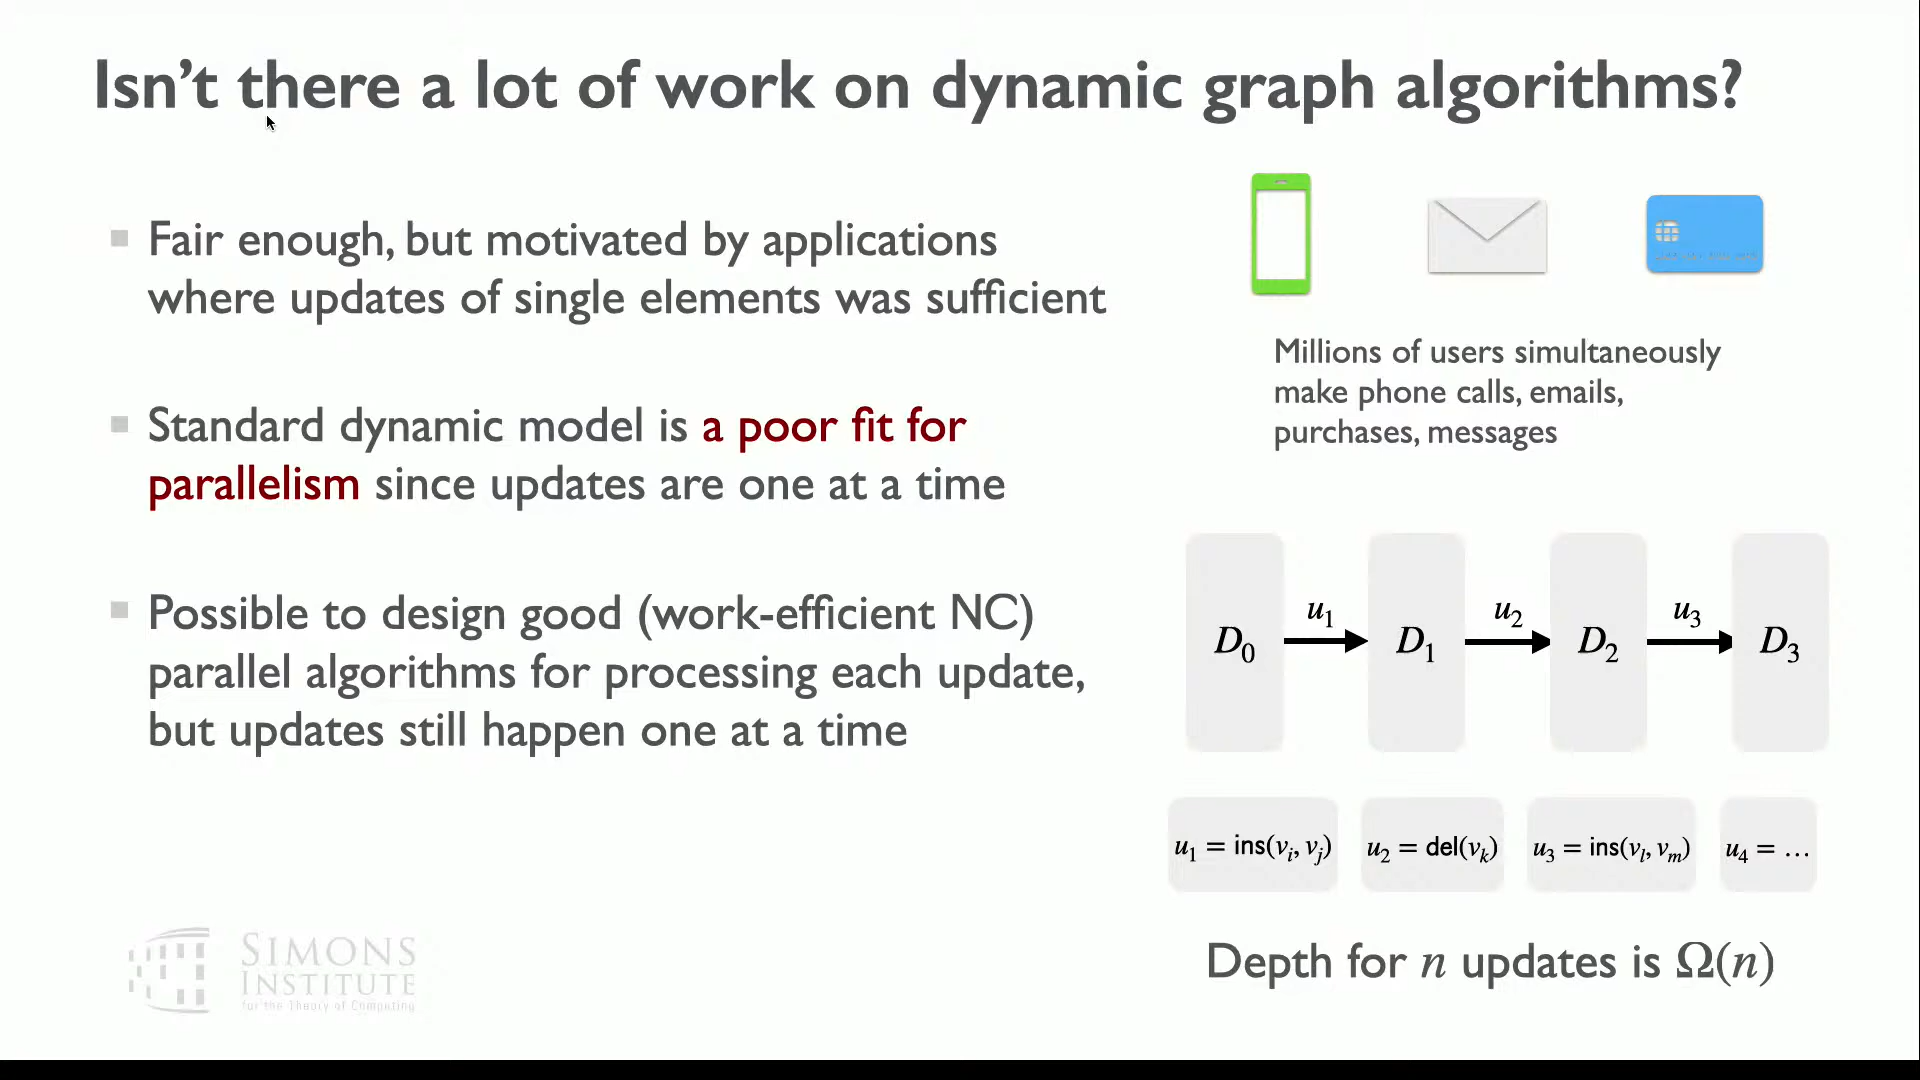 Isn't there a lot of work on dynamic graph algorithms?
Fair enough, but motivated by applications
where updates of single elements was sufficient
Standard dynamic model is a poor fit for
parallelism since updates are one at a time
Possible to design good (work-efficient NC)
parallel algorithms for processing each update,
but updates still happen one at a time
Millions of users simultaneously
make phone calls, emails,
purchases, messages
D₀ u₁ D₁ u₂ D₂ u₃ D₃
u₁ = ins(vᵢ, vⱼ) u₂ = del(vₖ) u₃ = ins(vₗ, vₘ) u₄ = …
Depth for n updates is Ω(n)
SIMONS
INSTITUTE
for the Theory of Computing